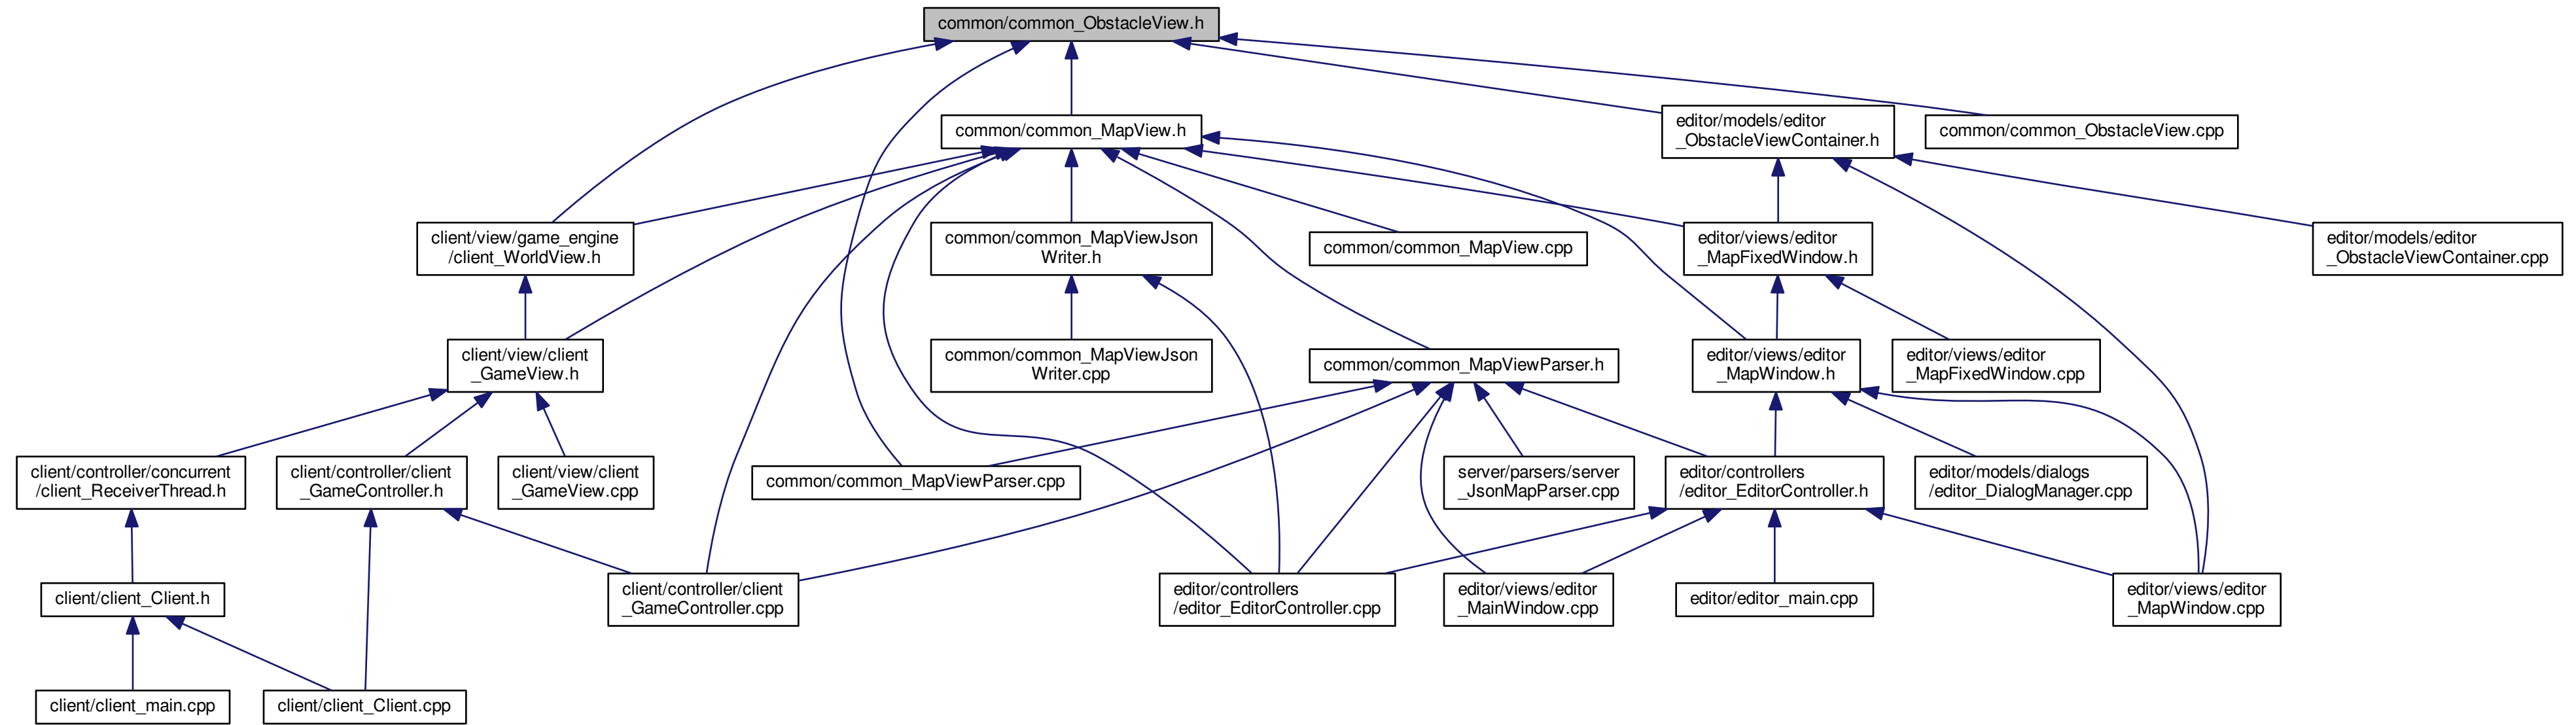 common/common_ObstacleView.h
common/common_MapView.h
editor/models/editor
_ObstacleViewContainer.h
common/common_ObstacleView.cpp
client/view/game_engine
/client_WorldView.h
common/common_MapViewJson
Writer.h
common/common_MapView.cpp
editor/views/editor
_MapFixedWindow.h
editor/models/editor
_ObstacleViewContainer.cpp
client/view/client
_GameView.h
common/common_MapViewJson
Writer.cpp
common/common_MapViewParser.h
editor/views/editor
_MapWindow.h
editor/views/editor
_MapFixedWindow.cpp
client/controller/concurrent
/client_ReceiverThread.h
client/controller/client
_GameController.h
client/view/client
_GameView.cpp
common/common_MapViewParser.cpp
server/parsers/server
_JsonMapParser.cpp
editor/controllers
/editor_EditorController.h
editor/models/dialogs
/editor_DialogManager.cpp
client/client_Client.h
client/controller/client
_GameController.cpp
editor/controllers
/editor_EditorController.cpp
editor/views/editor
_MainWindow.cpp
editor/editor_main.cpp
editor/views/editor
_MapWindow.cpp
client/client_main.cpp
client/client_Client.cpp